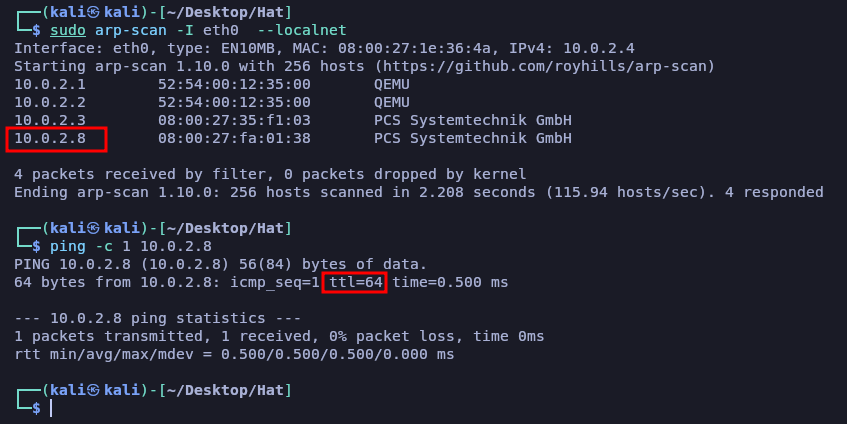 ┌──(kali㉿kali)-[~/Desktop/Hat]
└─$ sudo arp-scan -I eth0  --localnet
Interface: eth0, type: EN10MB, MAC: 08:00:27:1e:36:4a, IPv4: 10.0.2.4
Starting arp-scan 1.10.0 with 256 hosts (https://github.com/royhills/arp-scan)
10.0.2.1        52:54:00:12:35:00       QEMU
10.0.2.2        52:54:00:12:35:00       QEMU
10.0.2.3        08:00:27:35:f1:03       PCS Systemtechnik GmbH
10.0.2.8        08:00:27:fa:01:38       PCS Systemtechnik GmbH
4 packets received by filter, 0 packets dropped by kernel
Ending arp-scan 1.10.0: 256 hosts scanned in 2.208 seconds (115.94 hosts/sec). 4 responded
┌──(kali㉿kali)-[~/Desktop/Hat]
└─$ ping -c 1 10.0.2.8
PING 10.0.2.8 (10.0.2.8) 56(84) bytes of data.
64 bytes from 10.0.2.8: icmp_seq=1 ttl=64 time=0.500 ms
--- 10.0.2.8 ping statistics ---
1 packets transmitted, 1 received, 0% packet loss, time 0ms
rtt min/avg/max/mdev = 0.500/0.500/0.500/0.000 ms
┌──(kali㉿kali)-[~/Desktop/Hat]
└─$